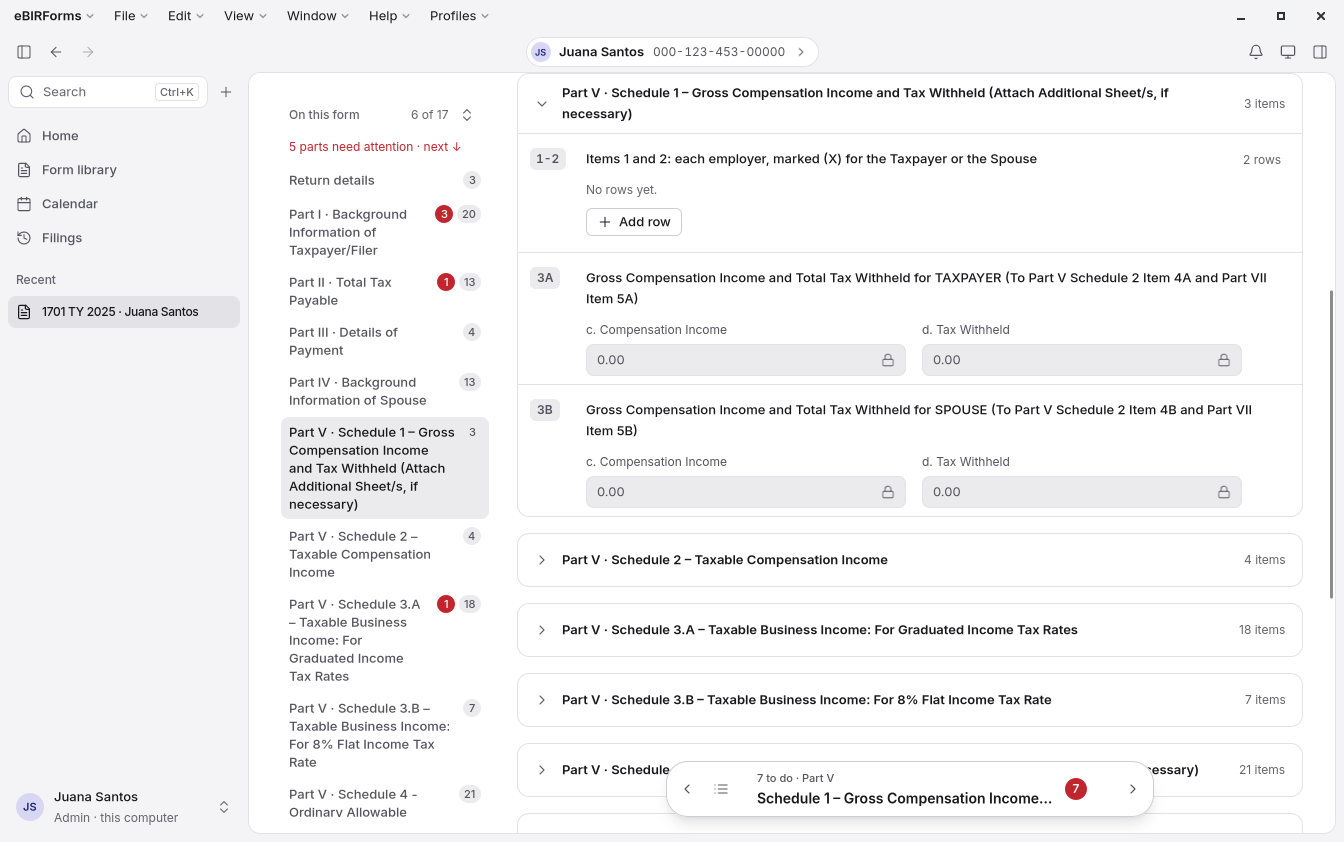 eBIRForms File Edit View Window Help Profiles
JS Juana Santos 000-123-453-00000
Search Ctrl+K
Home
Form library
Calendar
Filings
Recent
1701 TY 2025 · Juana Santos
JS Juana Santos
Admin · this computer
On this form 6 of 17
5 parts need attention · next ↓
Return details 3
Part I · Background 3 20
Information of
Taxpayer/Filer
Part II · Total Tax 1 13
Payable
Part III · Details of 4
Payment
Part IV · Background 13
Information of Spouse
Part V · Schedule 1 – Gross 3
Compensation Income
and Tax Withheld (Attach
Additional Sheet/s, if
necessary)
Part V · Schedule 2 – 4
Taxable Compensation
Income
Part V · Schedule 3.A 1 18
– Taxable Business
Income: For
Graduated Income
Tax Rates
Part V · Schedule 3.B – 7
Taxable Business Income:
For 8% Flat Income Tax
Rate
Part V · Schedule 4 - 21
Ordinary Allowable
Part V · Schedule 1 – Gross Compensation Income and Tax Withheld (Attach Additional Sheet/s, if
necessary) 3 items
1-2 Items 1 and 2: each employer, marked (X) for the Taxpayer or the Spouse 2 rows
No rows yet.
Add row
3A Gross Compensation Income and Total Tax Withheld for TAXPAYER (To Part V Schedule 2 Item 4A and Part VII
Item 5A)
c. Compensation Income d. Tax Withheld
0.00 0.00
3B Gross Compensation Income and Total Tax Withheld for SPOUSE (To Part V Schedule 2 Item 4B and Part VII
Item 5B)
c. Compensation Income d. Tax Withheld
0.00 0.00
Part V · Schedule 2 – Taxable Compensation Income 4 items
Part V · Schedule 3.A – Taxable Business Income: For Graduated Income Tax Rates 18 items
Part V · Schedule 3.B – Taxable Business Income: For 8% Flat Income Tax Rate 7 items
Part V · Schedule 21 items
7 to do · Part V
Schedule 1 – Gross Compensation Income... 7